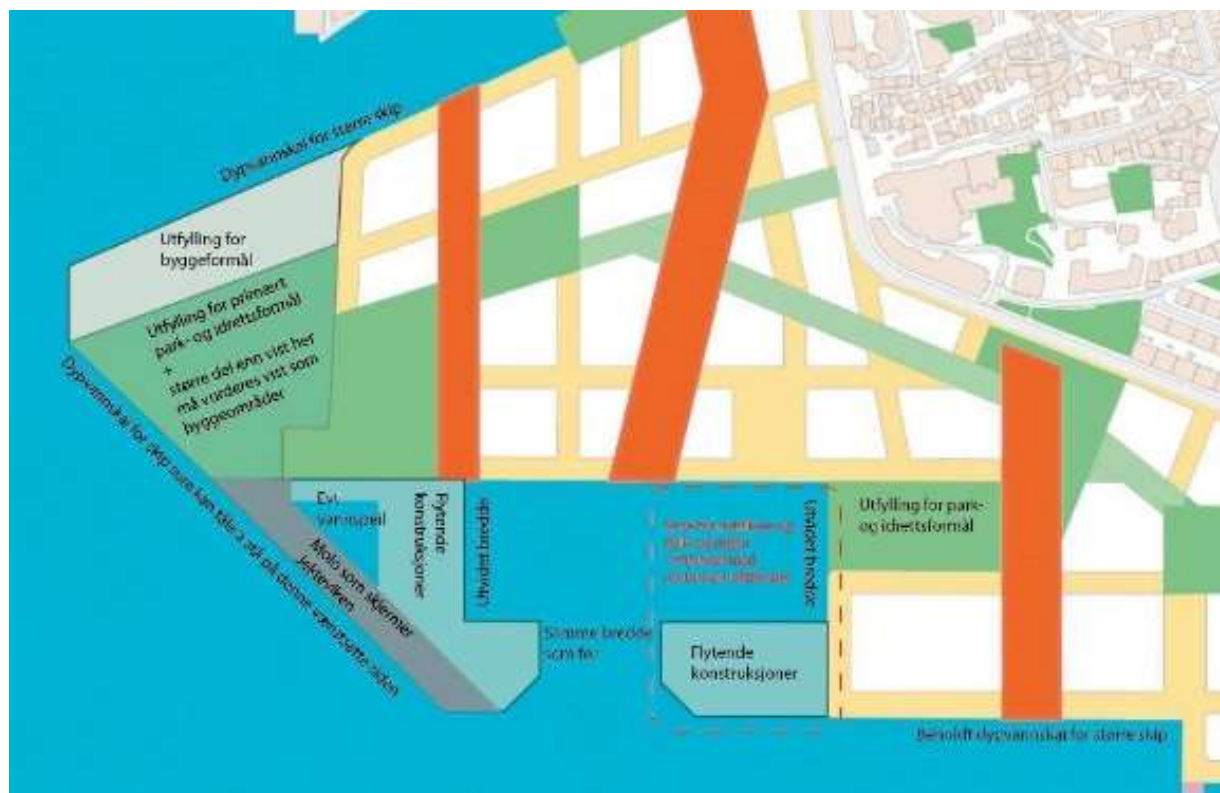 Dypvannskai for større skip
Utfylling for
byggeformål
Utfylling for primært
park- og idrettsformål
+
større del enn vist her
må vurderes vist som
byggeområder
Dypvannskai for skip som kan tåle å stå på denne værutsatte siden
Evt
vannspeil
Flytende
konstruksjoner
Utvidet bredde
Molo som skjermer
Jekteviken
Samme bredde
som før
Utvidet bredde
Utfylling for park-
og idrettsformål
Flytende
konstruksjoner
Beholdt dypvannskai for større skip